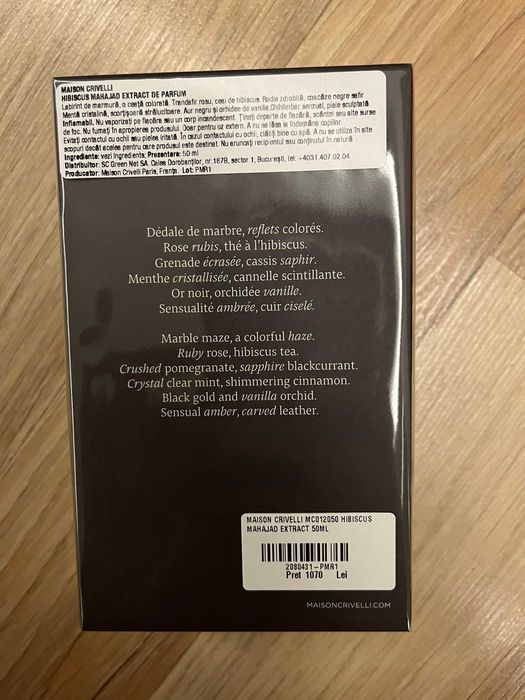 MAISON CRIVELLI
HIBISCUS MAHAJAD EXTRACT DE PARFUM
Labirint de marmură, o ceață colorată. Trandafir rosu, ceai de hibiscus. Rodie zdrobită, coacăze negre safir.
Mentă cristalină, scorțișoară strălucitoare. Aur negru și orhidee de vanilie. Chihlimbar senzual, piele sculptată.
Inflamabil. Nu vaporizați pe flacăra sau un corp incandescent. Țineți departe de flacără, scântei sau alte surse
de foc. Nu fumați în apropierea produsului. Doar pentru uz extern. A nu se lăsa la îndemâna copiilor.
Evitați contactul cu ochii sau pielea iritată. În cazul contactului cu ochii, clătiți bine cu apă. A nu se utiliza în alte
scopuri decât acelea pentru care produsul este destinat. Nu aruncați recipientul sau conținutul în natură
Ingrediente: vezi Ingredients; Prezentare: 50 ml
Distribuitor: SC Green Net SA, Calea Dorobanților, nr.187B, sector 1, București, tel: +4031.407.02.04
Producator: Maison Crivelli Paris, Franța. Lot: PMR1
Dédale de marbre, reflets colorés.
Rose rubis, thé à l'hibiscus.
Grenade écrasée, cassis saphir.
Menthe cristallisée, cannelle scintillante.
Or noir, orchidée vanille.
Sensualité ambrée, cuir ciselé.
Marble maze, a colorful haze.
Ruby rose, hibiscus tea.
Crushed pomegranate, sapphire blackcurrant.
Crystal clear mint, shimmering cinnamon.
Black gold and vanilla orchid.
Sensual amber, carved leather.
MAISON CRIVELLI MC012050 HIBISCUS
MAHAJAD EXTRACT 50ML
2080431-PMR1
Pret 1070 Lei
MAISONCRIVELLI.COM